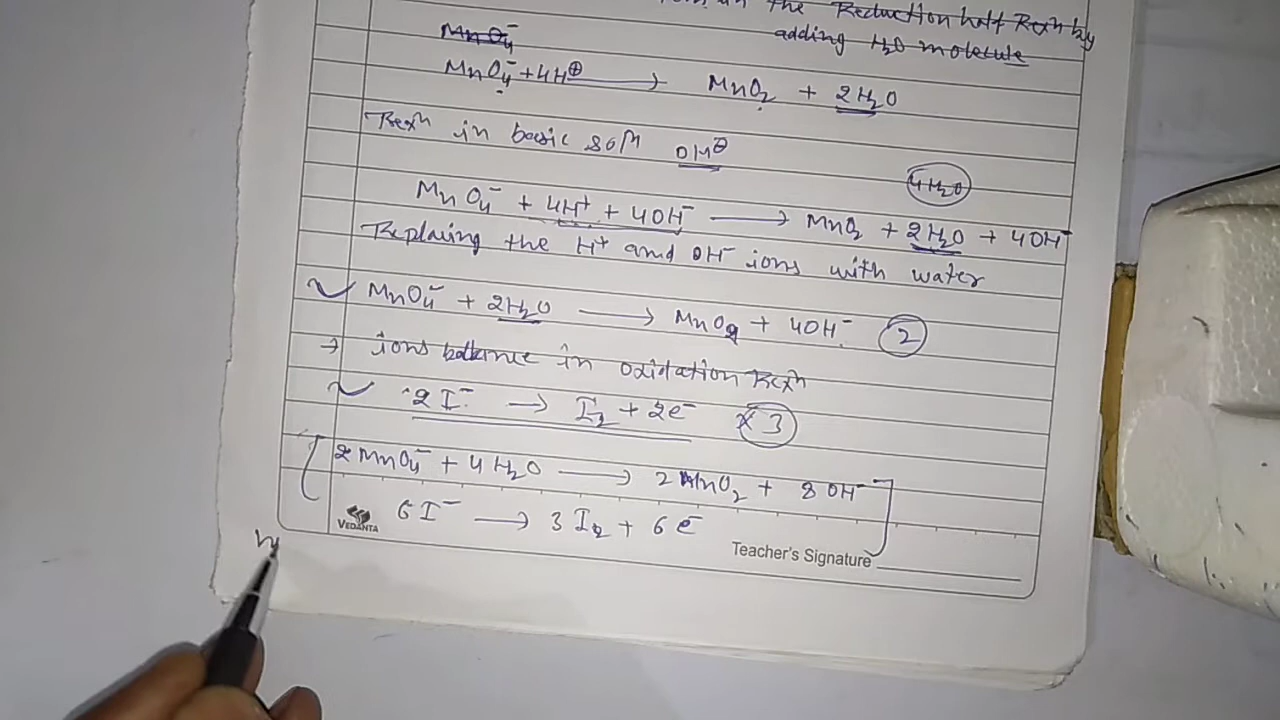 the Reduction half Rexn by
adding H2O molecule
MnO4⁻
MnO4⁻ + 4H⊕ ⟶ MnO2 + 2H2O
Rexn in basic soln OH⊖
4H2O
MnO4⁻ + 4H⁺ + 4OH⁻ ⟶ MnO2 + 2H2O + 4OH⁻
Replacing the H⁺ and OH⁻ ions with water
MnO4⁻ + 2H2O ⟶ MnO2 + 4OH⁻ 2
→ ions balance in oxidation Rexn
2I⁻ → I2 + 2e⁻ × 3
2MnO4⁻ + 4H2O ⟶ 2MnO2 + 8OH⁻
6I⁻ ⟶ 3I2 + 6e⁻
VEDANTA
Teacher's Signature